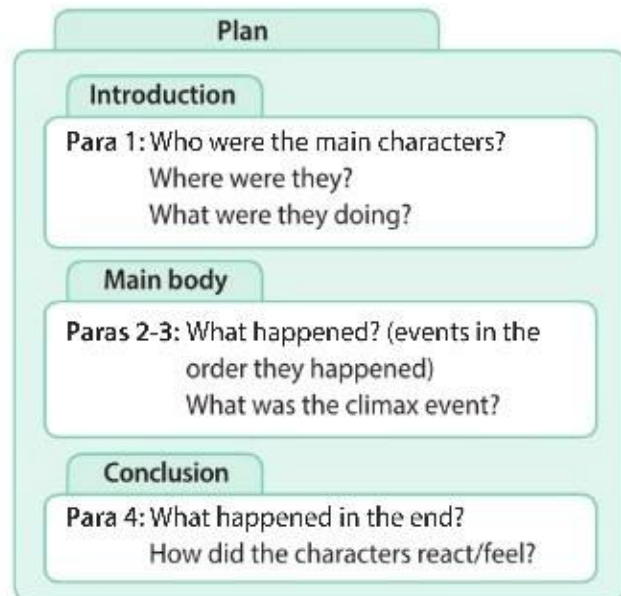 Plan
Introduction
Para 1: Who were the main characters?
Where were they?
What were they doing?
Main body
Paras 2-3: What happened? (events in the
order they happened)
What was the climax event?
Conclusion
Para 4: What happened in the end?
How did the characters react/feel?